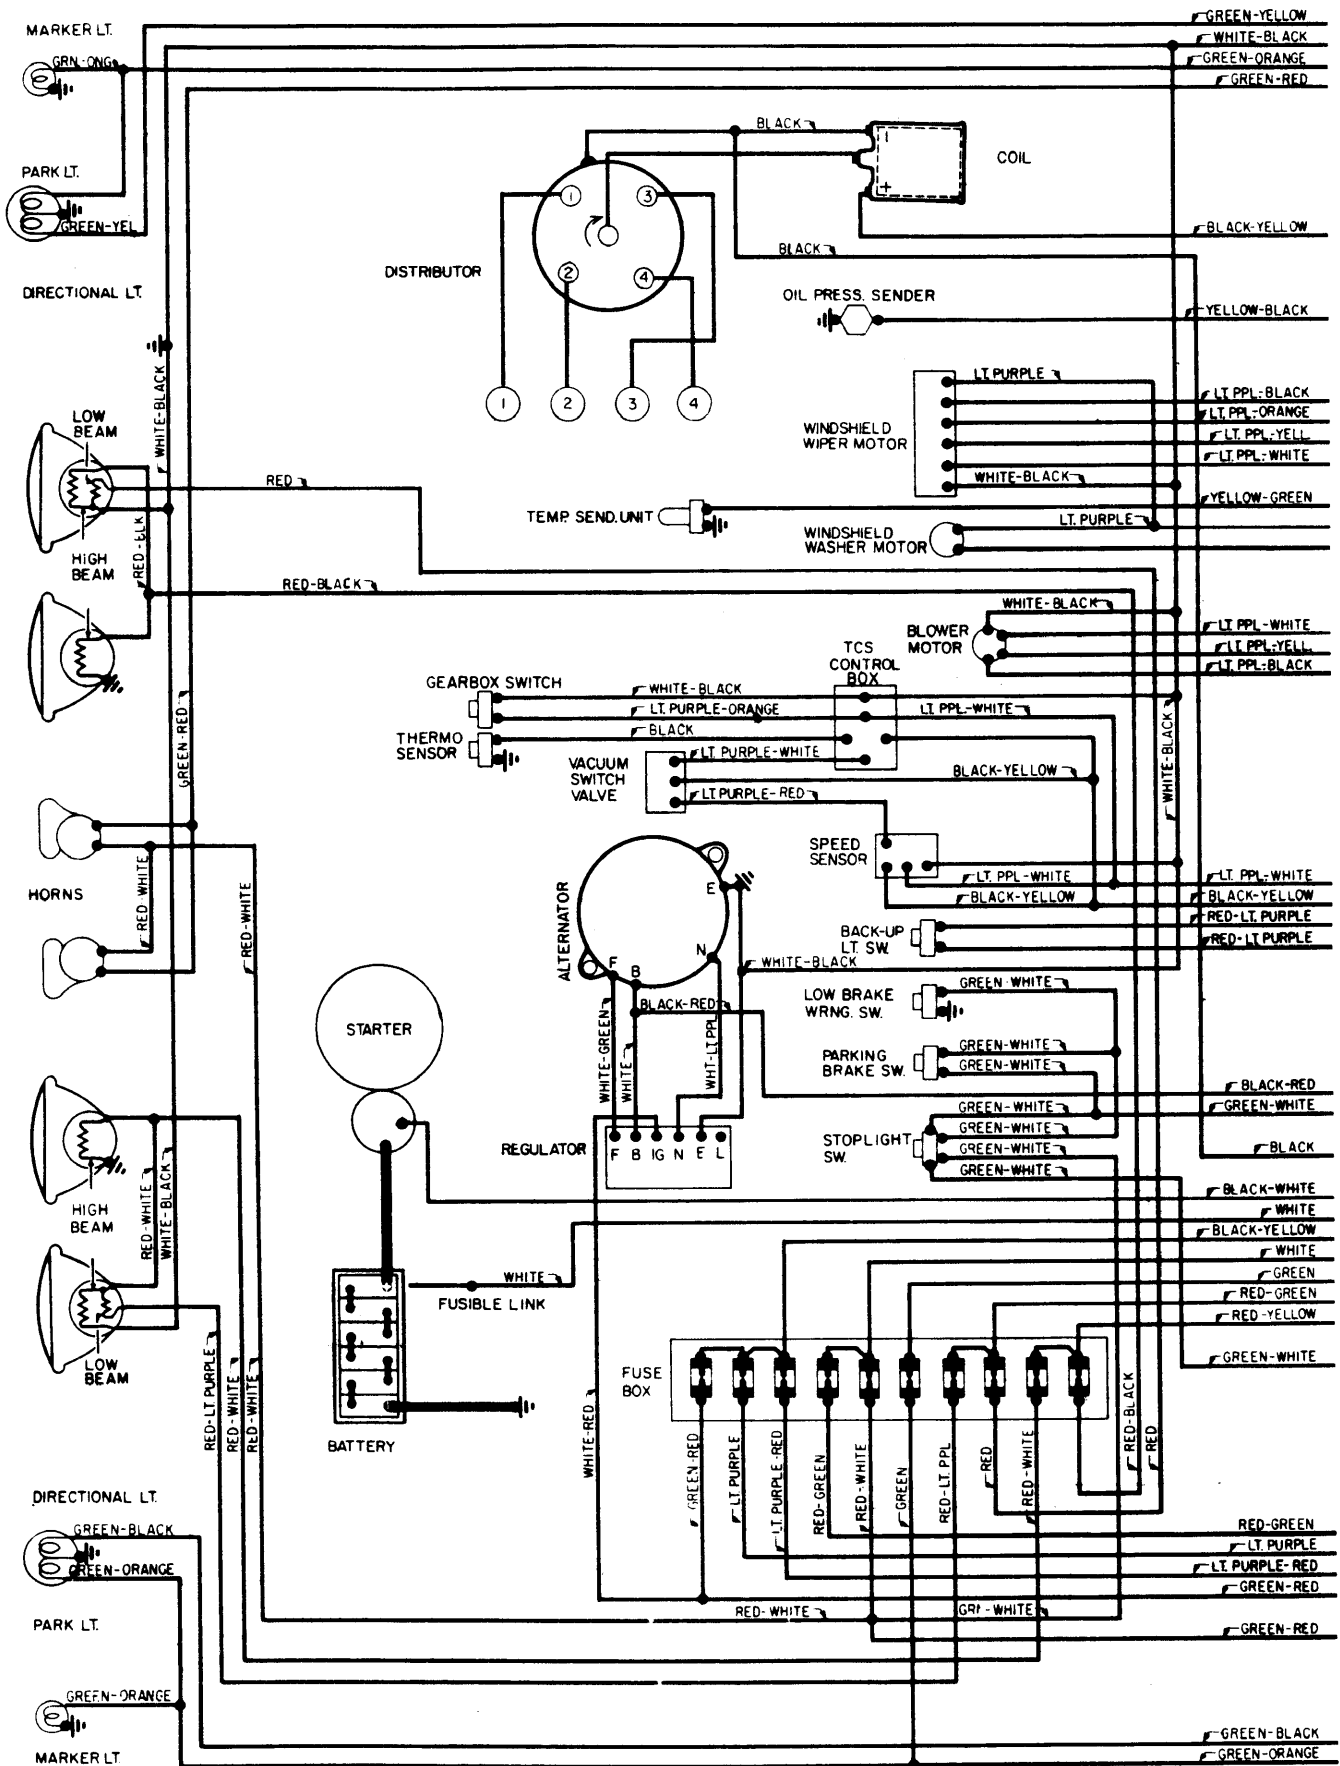 GREEN-YELLOW
MARKER LT.
WHITE-BLACK
GRN-ONG
GREEN-ORANGE
GREEN-RED
BLACK
COIL
PARK LT.
1
3
GREEN-YEL
BLACK-YELLOW
BLACK
DISTRIBUTOR
2
4
DIRECTIONAL LT.
OIL PRESS. SENDER
YELLOW-BLACK
WHITE-BLACK
LT. PURPLE
LT. PPL-BLACK
1
2
3
4
LT. PPL-ORANGE
LOW
BEAM
WINDSHIELD
WIPER MOTOR
LT. PPL-YELL
LT. PPL-WHITE
RED
WHITE-BLACK
YELLOW-GREEN
TEMP. SEND. UNIT
LT. PURPLE
WINDSHIELD
WASHER MOTOR
RED-BLK
HIGH
BEAM
RED-BLACK
WHITE-BLACK
BLOWER
MOTOR
LT. PPL-WHITE
LT. PPL-YELL.
LT. PPL-BLACK
TCS
CONTROL
BOX
GEARBOX SWITCH
WHITE-BLACK
LT. PURPLE-ORANGE
LT. PPL-WHITE
THERMO
SENSOR
BLACK
GREEN-RED
WHITE-BLACK
LT PURPLE-WHITE
VACUUM
SWITCH
VALVE
BLACK-YELLOW
LT PURPLE-RED
SPEED
SENSOR
HORNS
RED-WHITE
RED-WHITE
LT. PPL-WHITE
LT. PPL-WHITE
BLACK-YELLOW
BLACK-YELLOW
ALTERNATOR
E
N
F
B
BACK-UP
LT. SW.
RED-LT. PURPLE
RED-LT PURPLE
WHITE-BLACK
BLACK-RED
LOW BRAKE
WRNG. SW.
GREEN-WHITE
STARTER
WHITE-GREEN
WHITE
WHT-LT. PPL
PARKING
BRAKE SW.
GREEN-WHITE
GREEN-WHITE
BLACK-RED
GREEN-WHITE
GREEN-WHITE
STOPLIGHT
SW.
GREEN-WHITE
GREEN-WHITE
GREEN-WHITE
BLACK
REGULATOR
F B IG N E L
HIGH
BEAM
RED-WHITE
WHITE-BLACK
BLACK-WHITE
WHITE
BLACK-YELLOW
WHITE
WHITE
FUSIBLE LINK
GREEN
RED-GREEN
RED-YELLOW
GREEN-WHITE
LOW
BEAM
RED-LT PURPLE
RED-WHITE
RED-WHITE
FUSE
BOX
BATTERY
WHITE-RED
GREEN-RED
LT. PURPLE
LT. PURPLE-RED
RED-GREEN
RED-WHITE
GREEN
RED-LT. PPL
RED
RED-WHITE
RED-BLACK
RED
DIRECTIONAL LT.
GREEN-BLACK
GREEN-ORANGE
RED-GREEN
LT. PURPLE
LT. PURPLE-RED
GREEN-RED
PARK LT.
RED-WHITE
GRN-WHITE
GREEN-RED
GREEN-ORANGE
MARKER LT.
GREEN-BLACK
GREEN-ORANGE